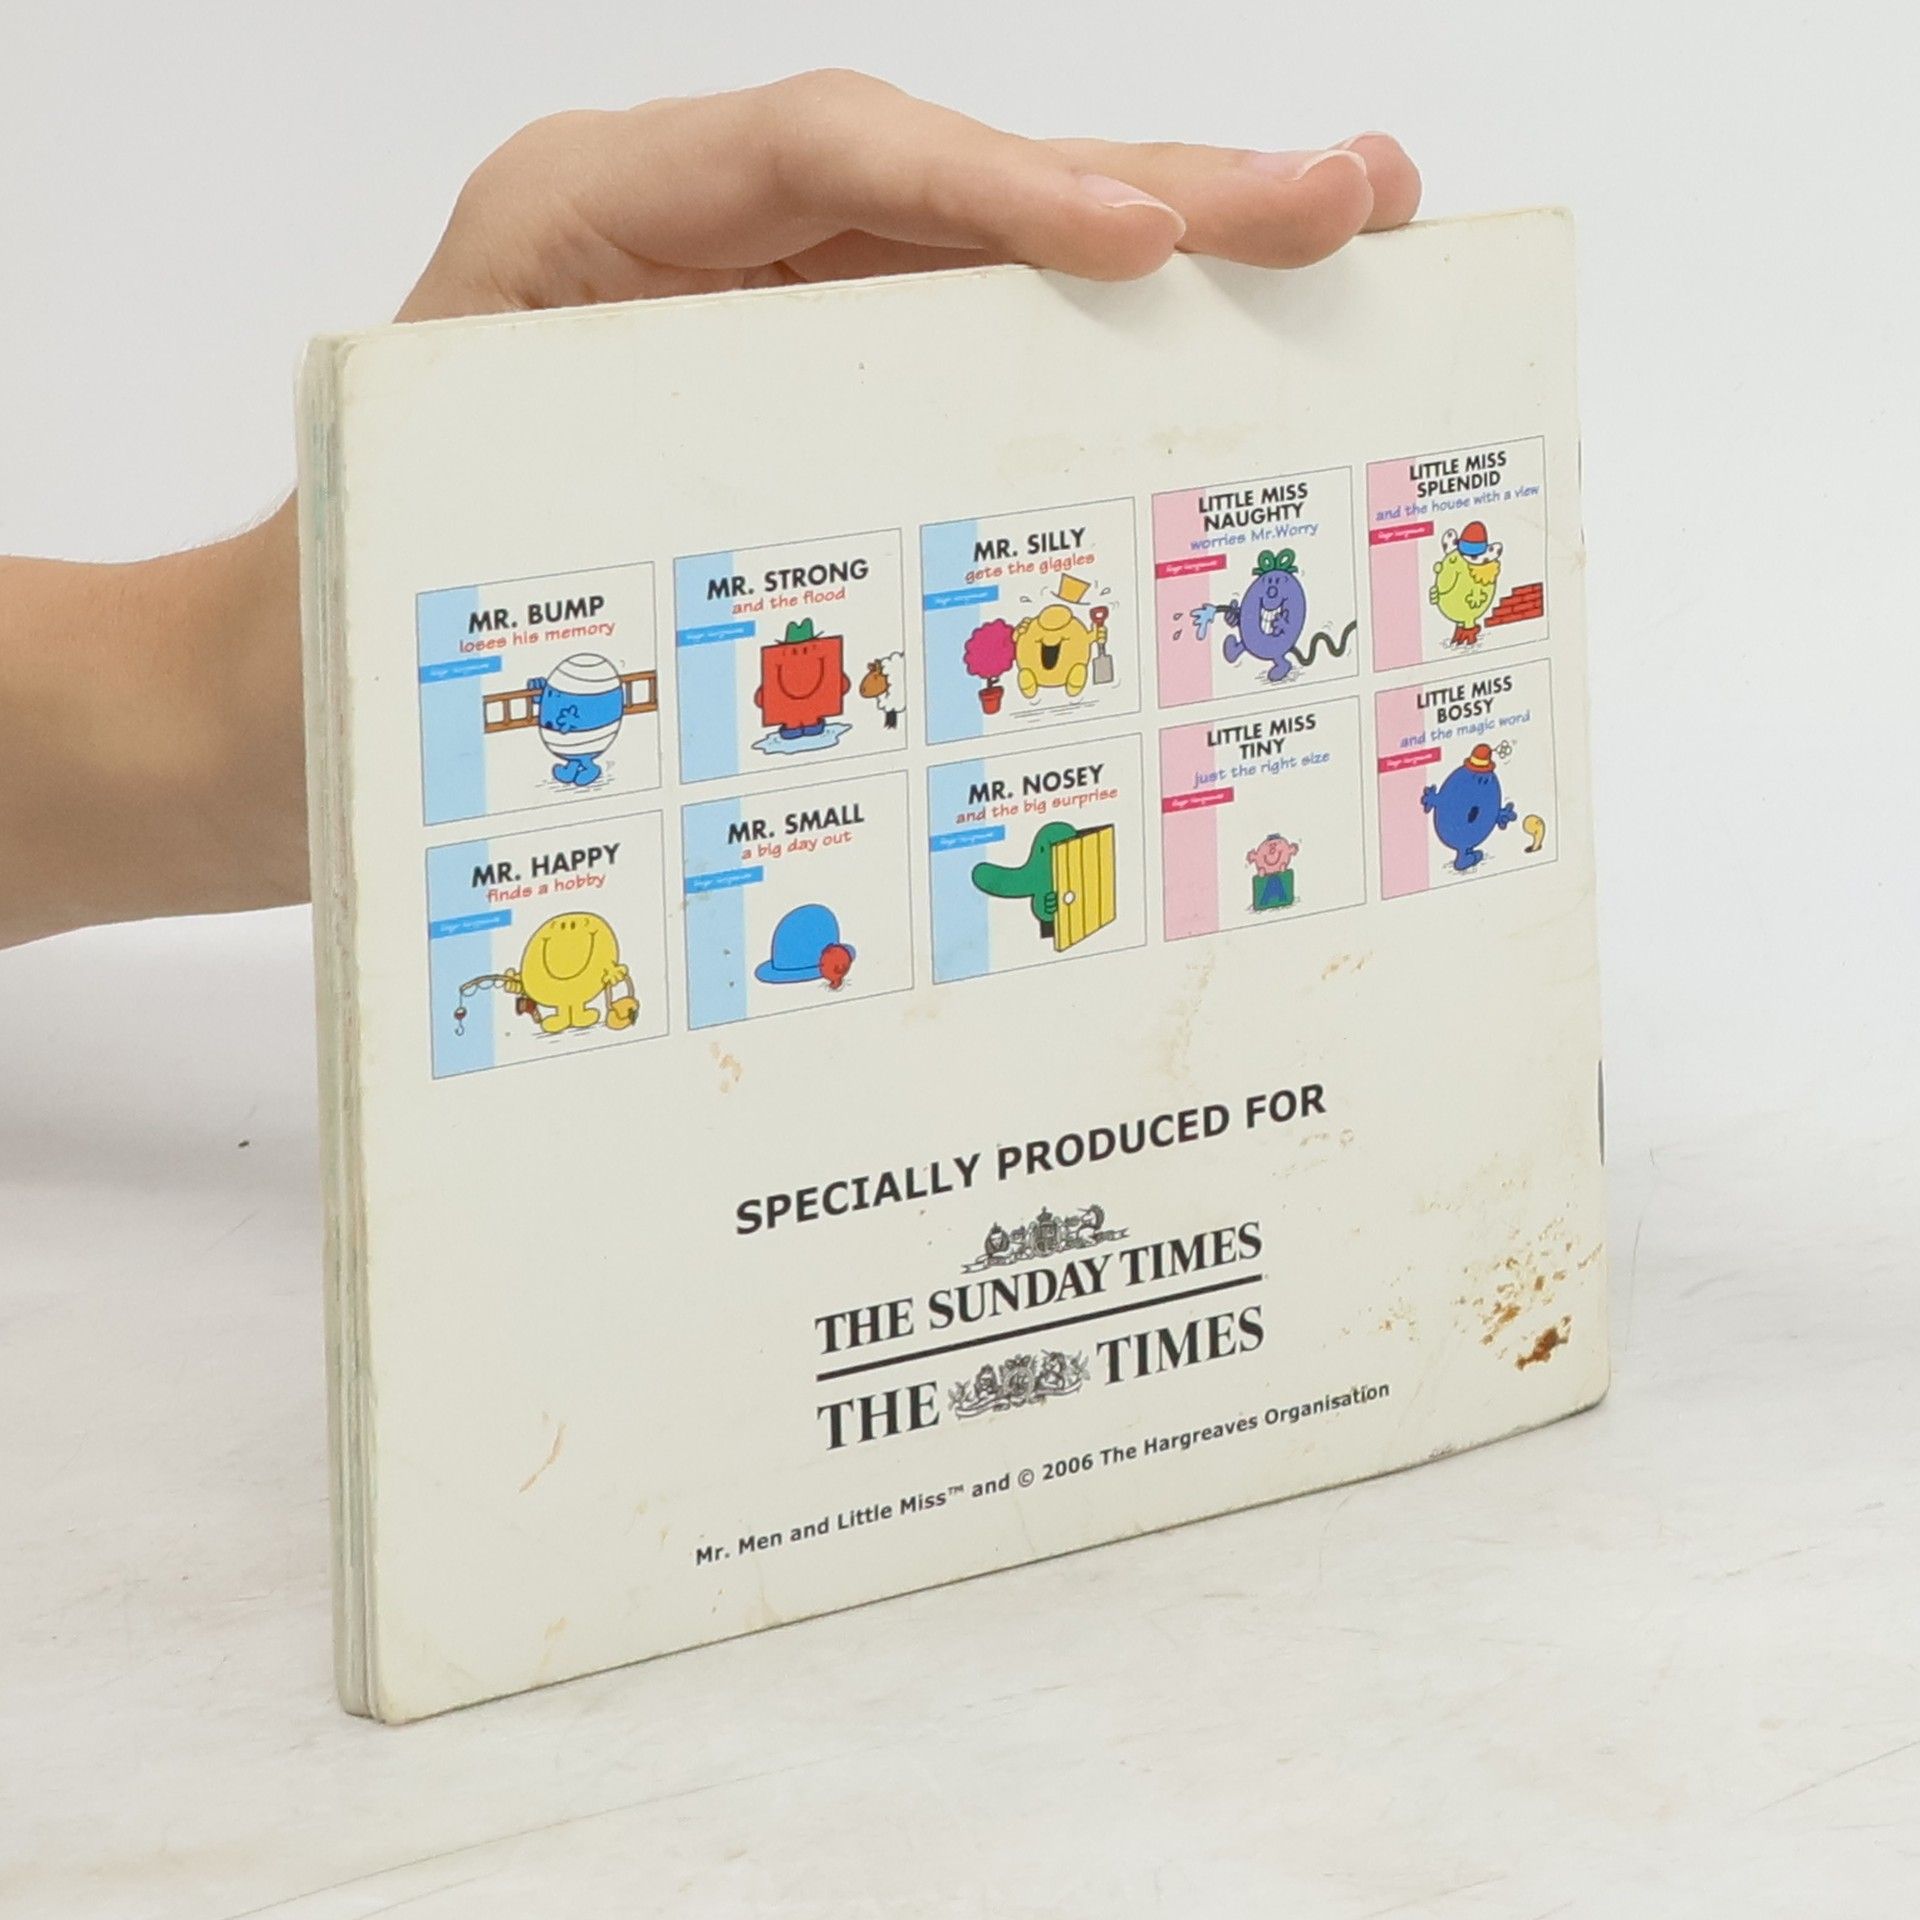 MR. BUMP
loses his memory
MR. STRONG
and the flood
MR. SILLY
gets the giggles
LITTLE MISS
NAUGHTY
worries Mr.Worry
LITTLE MISS
SPLENDID
and the house with a view
MR. HAPPY
finds a hobby
MR. SMALL
a big day out
MR. NOSEY
and the big surprise
LITTLE MISS
TINY
just the right size
LITTLE MISS
BOSSY
and the magic word
A
SPECIALLY PRODUCED FOR
THE SUNDAY TIMES
THE TIMES
Mr. Men and Little Miss™ and © 2006 The Hargreaves Organisation